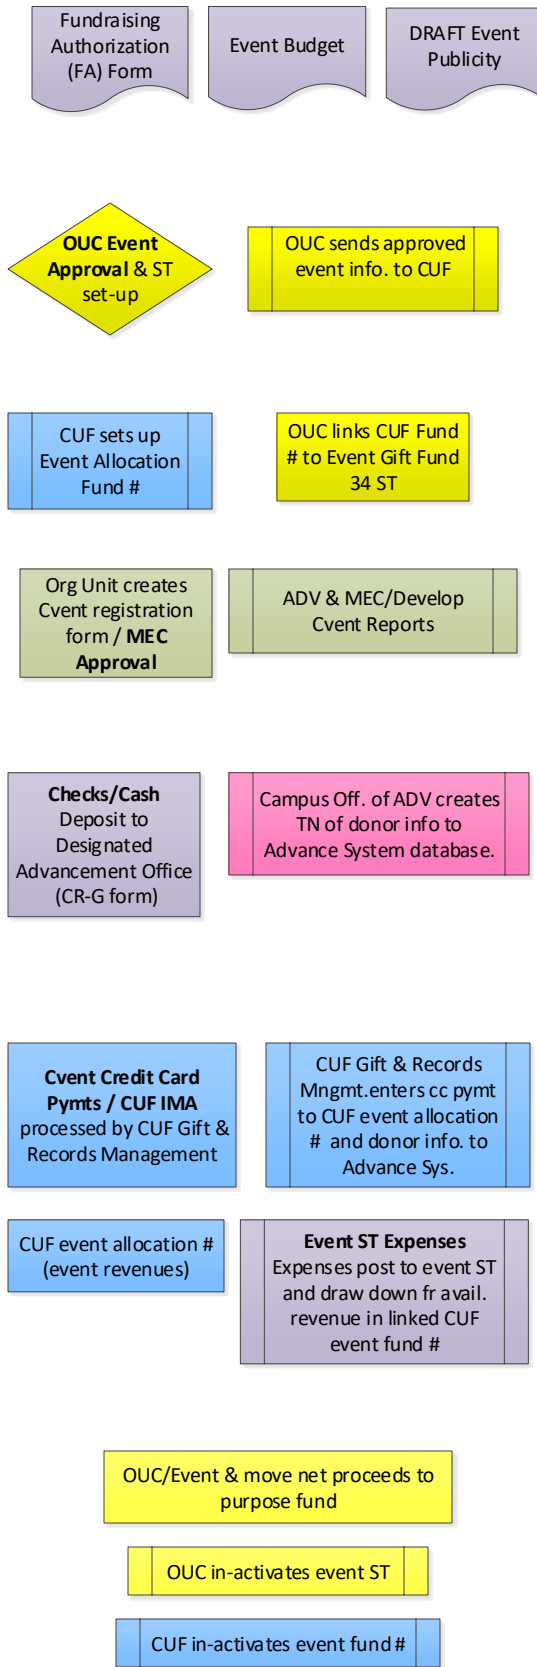 Fundraising
Authorization
(FA) Form
Event Budget
DRAFT Event
Publicity
OUC Event
Approval & ST
set-up
OUC sends approved
event info. to CUF
CUF sets up
Event Allocation
Fund #
OUC links CUF Fund
# to Event Gift Fund
34 ST
Org Unit creates
Cvent registration
form / MEC
Approval
ADV & MEC/Develop
Cvent Reports
Checks/Cash
Deposit to
Designated
Advancement Office
(CR-G form)
Campus Off. of ADV creates
TN of donor info to
Advance System database.
Cvent Credit Card
Pymts / CUF IMA
processed by CUF Gift &
Records Management
CUF Gift & Records
Mngmt.enters cc pymt
to CUF event allocation
# and donor info. to
Advance Sys.
CUF event allocation #
(event revenues)
Event ST Expenses
Expenses post to event ST
and draw down fr avail.
revenue in linked CUF
event fund #
OUC/Event & move net proceeds to
purpose fund
OUC in-activates event ST
CUF in-activates event fund #